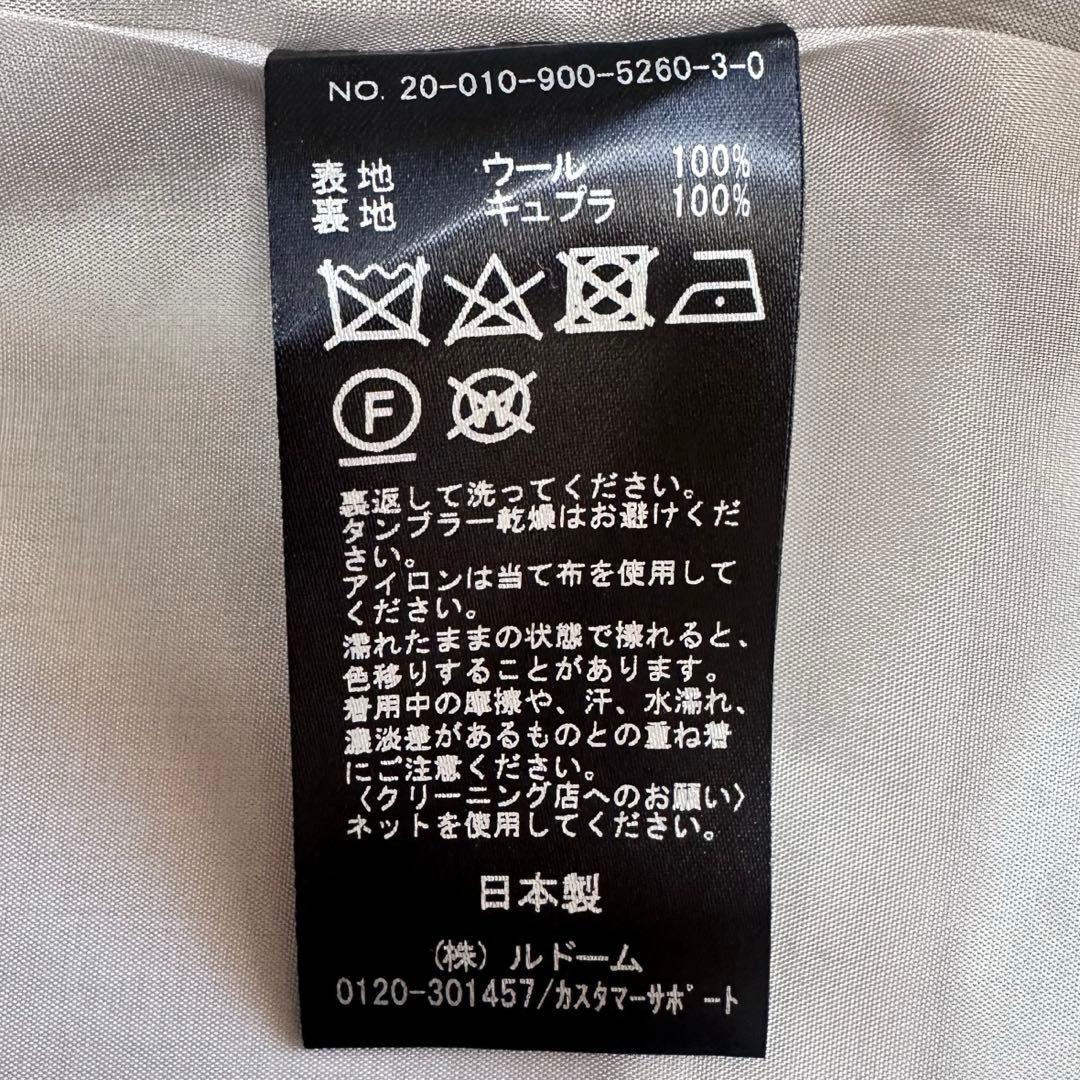 NO. 20-010-900-5260-3-0
表地 ウール 100%
裏地 キュプラ 100%
F
W
裏返して洗ってください。
タンブラー乾燥はお避けくだ
さい。
アイロンは当て布を使用して
ください。
濡れたままの状態で擦れると、
色移りすることがあります。
着用中の摩擦や、汗、水濡れ、
濃淡差があるものとの重ね着
にご注意ください。
〈クリーニング店へのお願い〉
ネットを使用してください。
日本製
(株) ルドーム
0120-301457/カスタマーサポート